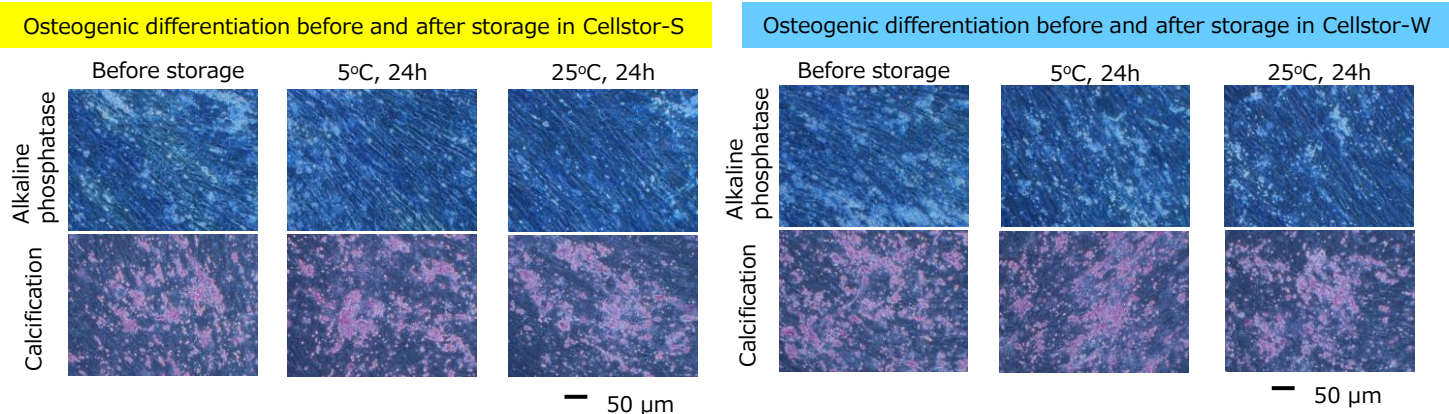 Osteogenic differentiation before and after storage in Cellstor-S
Before storage
5°C, 24h
25°C, 24h
Alkaline
phosphatase
Calcification
50 µm
Osteogenic differentiation before and after storage in Cellstor-W
Before storage
5°C, 24h
25°C, 24h
Alkaline
phosphatase
Calcification
50 µm